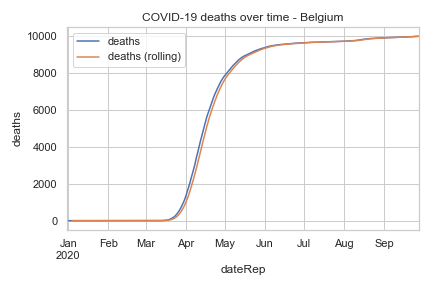 COVID-19 deaths over time - Belgium
deaths
deaths (rolling)
10000
8000
6000
4000
2000
0
deaths
Jan Feb Mar Apr May Jun Jul Aug Sep
2020
dateRep